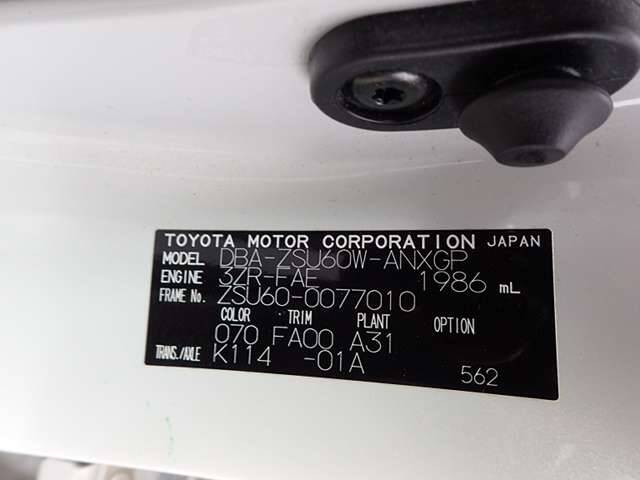 TOYOTA MOTOR CORPORATION JAPAN
MODEL DBA-ZSU60W-ANXGP
ENGINE 3ZR-FAE 1986 mL
FRAME No. ZSU60-0077010
COLOR TRIM PLANT OPTION
070 FA00 A31
TRANS./AXLE K114 -01A
562